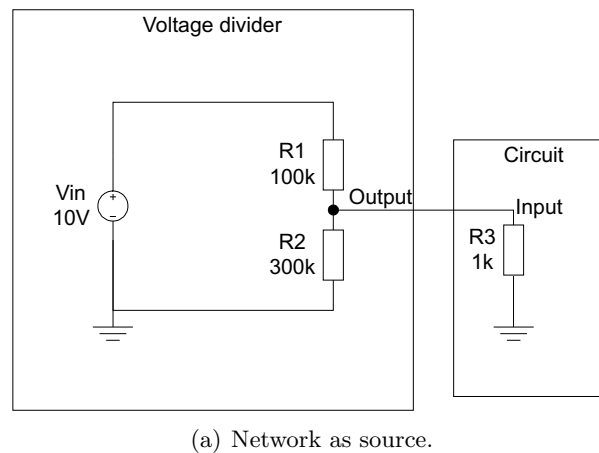 Voltage divider
Circuit
R1
100k
Vin
10V
+
−
Output
Input
R2
300k
R3
1k
(a) Network as source.